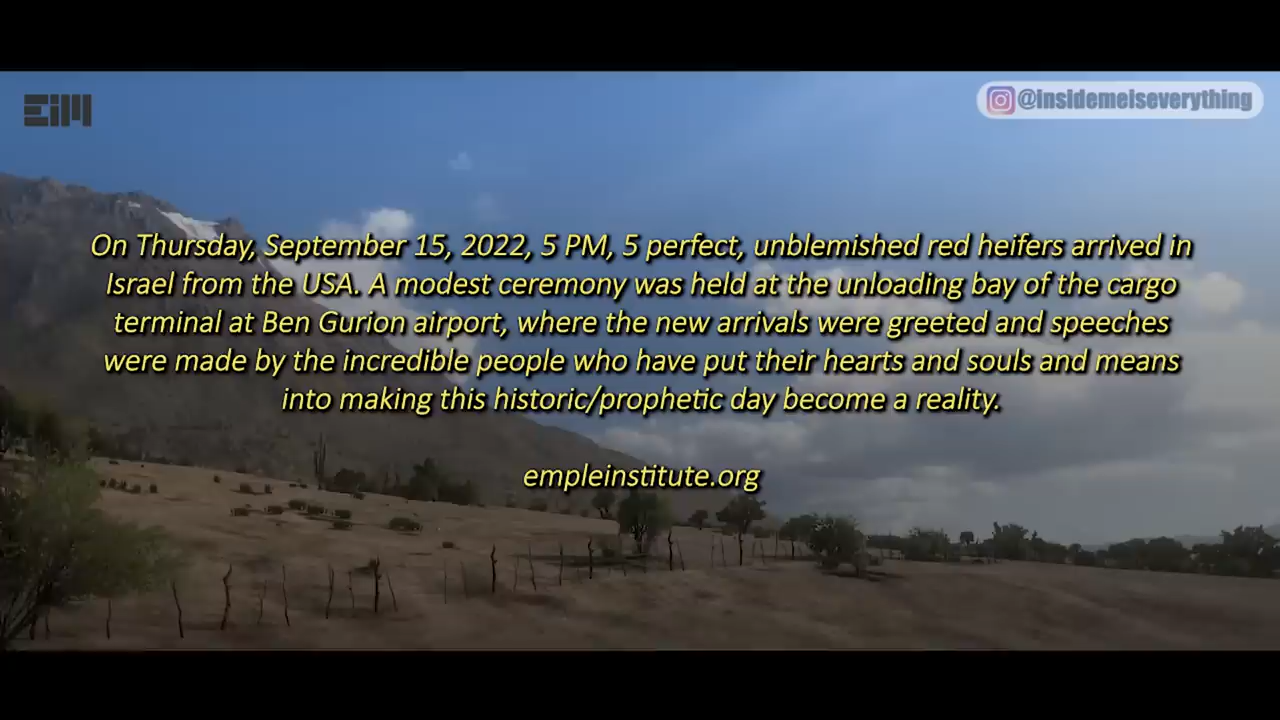 EiM
@insidemeiseverything
On Thursday, September 15, 2022, 5 PM, 5 perfect, unblemished red heifers arrived in
Israel from the USA. A modest ceremony was held at the unloading bay of the cargo
terminal at Ben Gurion airport, where the new arrivals were greeted and speeches
were made by the incredible people who have put their hearts and souls and means
into making this historic/prophetic day become a reality.
empleinstitute.org